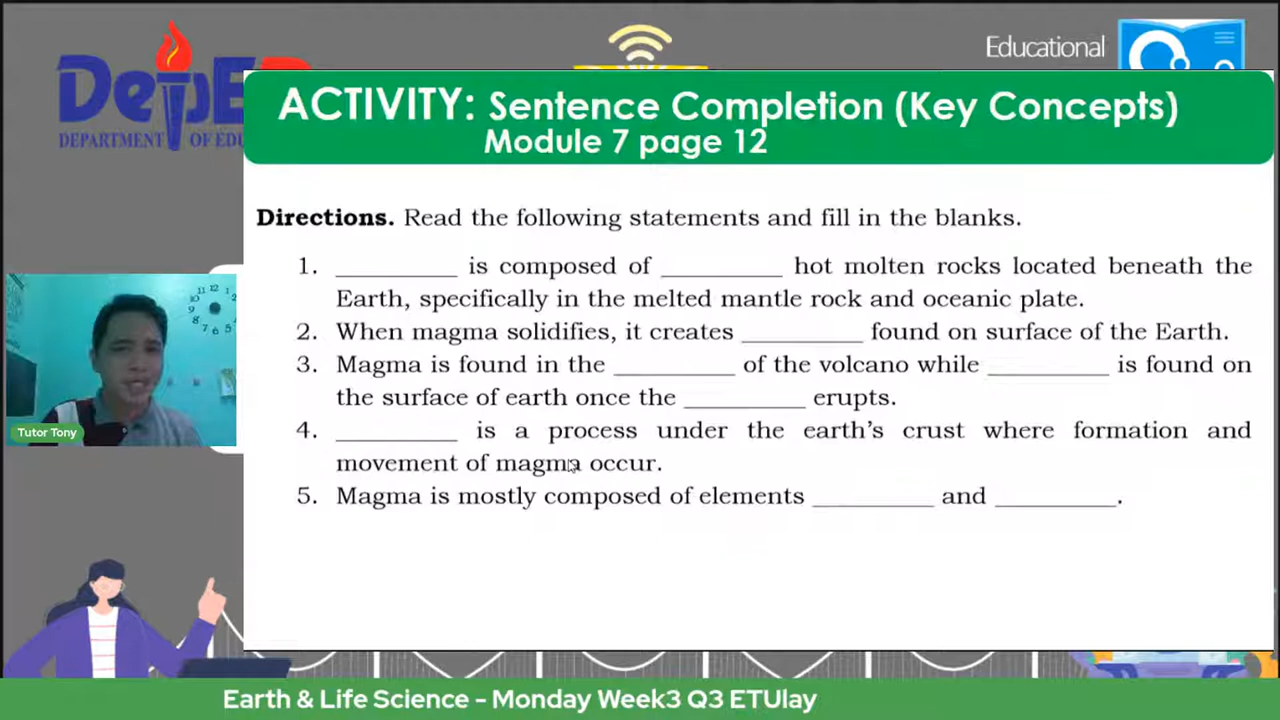 Educational
DepED
DEPARTMENT OF EDU
ACTIVITY: Sentence Completion (Key Concepts)
Module 7 page 12
Directions. Read the following statements and fill in the blanks.
1. __________ is composed of __________ hot molten rocks located beneath the
Earth, specifically in the melted mantle rock and oceanic plate.
2. When magma solidifies, it creates __________ found on surface of the Earth.
3. Magma is found in the __________ of the volcano while __________ is found on
the surface of earth once the __________ erupts.
4. __________ is a process under the earth's crust where formation and
movement of magma occur.
5. Magma is mostly composed of elements __________ and __________.
Tutor Tony
Earth & Life Science - Monday Week3 Q3 ETUlay